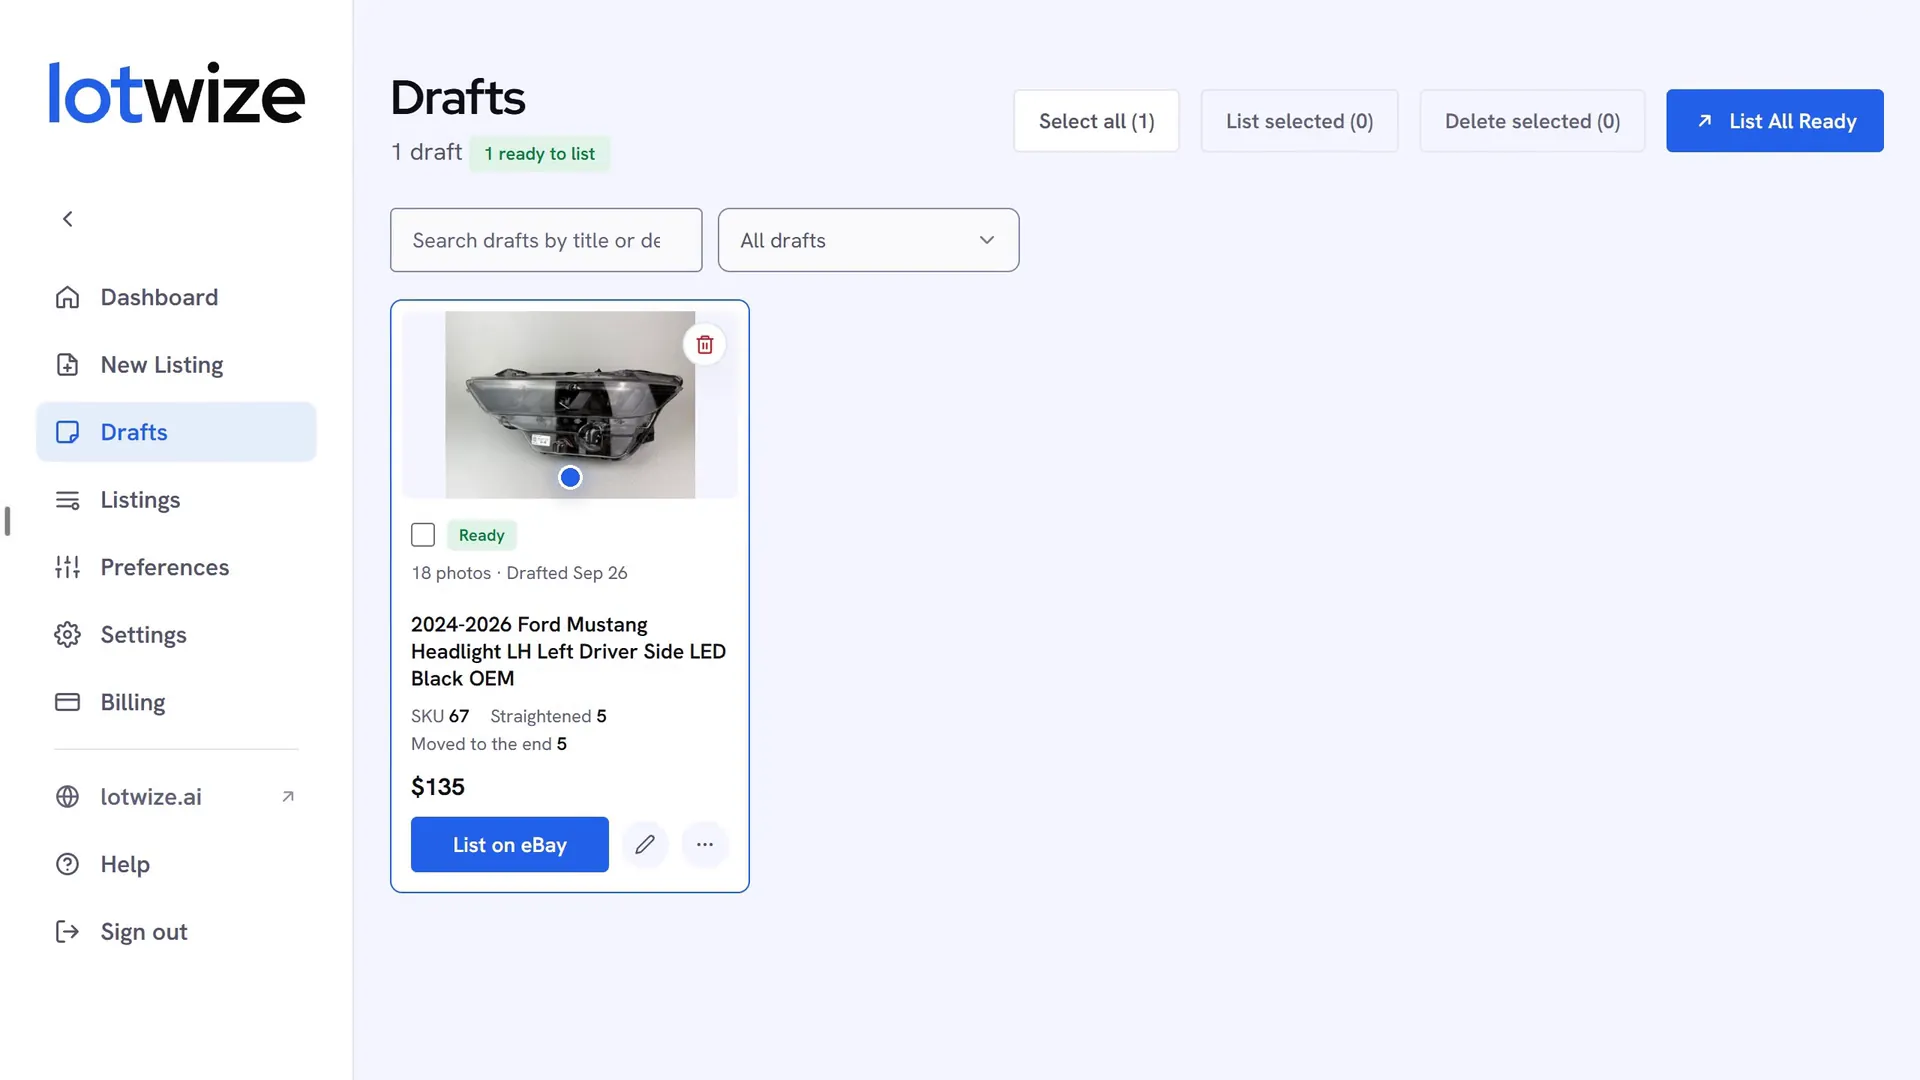 lotwize
Dashboard
New Listing
Drafts
Listings
Preferences
Settings
Billing
lotwize.ai
Help
Sign out
Drafts
1 draft 1 ready to list
Select all (1)
List selected (0)
Delete selected (0)
List All Ready
Search drafts by title or de
All drafts
Ready
18 photos · Drafted Sep 26
2024-2026 Ford Mustang
Headlight LH Left Driver Side LED
Black OEM
SKU 67 Straightened 5
Moved to the end 5
$135
List on eBay